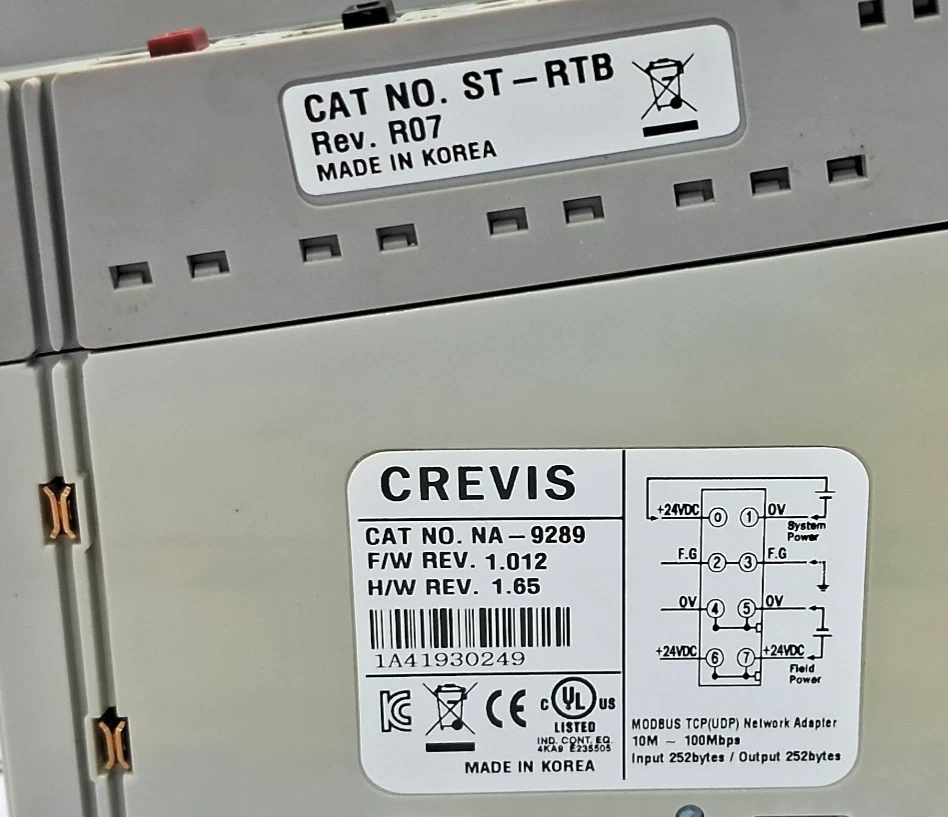 CAT NO. ST-RTB
Rev. R07
MADE IN KOREA
CREVIS
CAT NO. NA-9289
F/W REV. 1.012
H/W REV. 1.65
1A41930249
C UL US
LISTED
IND. CONT. EQ.
4KA9 E235505
MADE IN KOREA
+24VDC 0 1 0V
System
Power
F.G 2 3 F.G
0V 4 5 0V
+24VDC 6 7 +24VDC
Field
Power
MODBUS TCP(UDP) Network Adapter
10M ~ 100Mbps
Input 252bytes / Output 252bytes